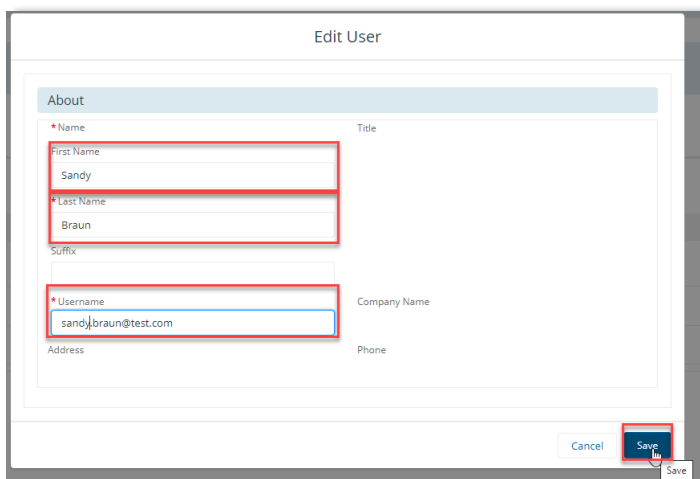 Edit User
About
*Name Title
First Name
Sandy
*Last Name
Braun
Suffix
*Username Company Name
sandy.braun@test.com
Address Phone
Cancel Save
Save